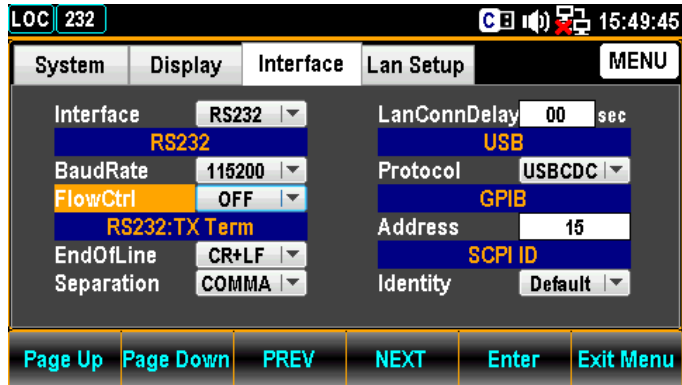 LOC 232 C 15:49:45
System Display Interface Lan Setup MENU
Interface RS232 LanConnDelay 00 sec
RS232 USB
BaudRate 115200 Protocol USBCDC
FlowCtrl OFF GPIB
RS232:TX Term Address 15
EndOfLine CR+LF SCPI ID
Separation COMMA Identity Default
Page Up Page Down PREV NEXT Enter Exit Menu